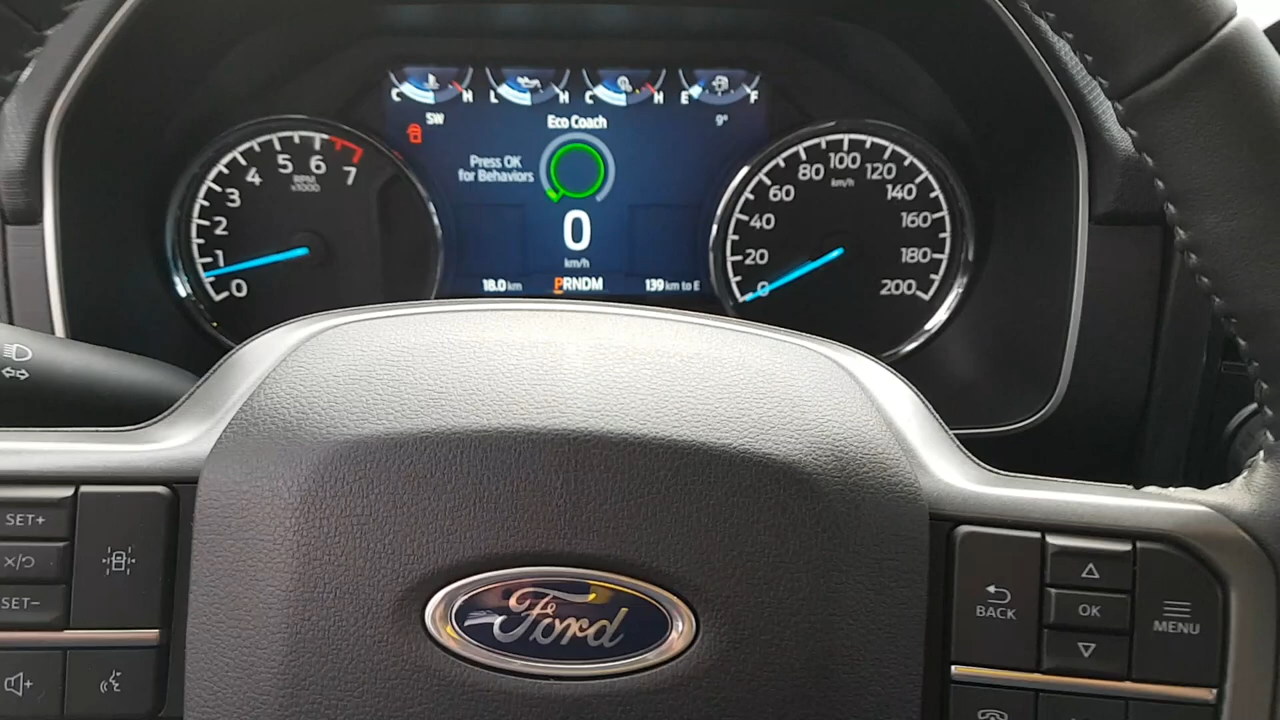 C H L H C H E F
SW
Eco Coach
9°
Press OK
for Behaviors
0
km/h
18.0 km
PRNDM
139 km to E
0
1
2
3
4
5
6
7
RPM
x1000
0
20
40
60
80
100
120
140
160
180
200
km/h
SET+
X/
SET-
Ford
BACK
OK
MENU